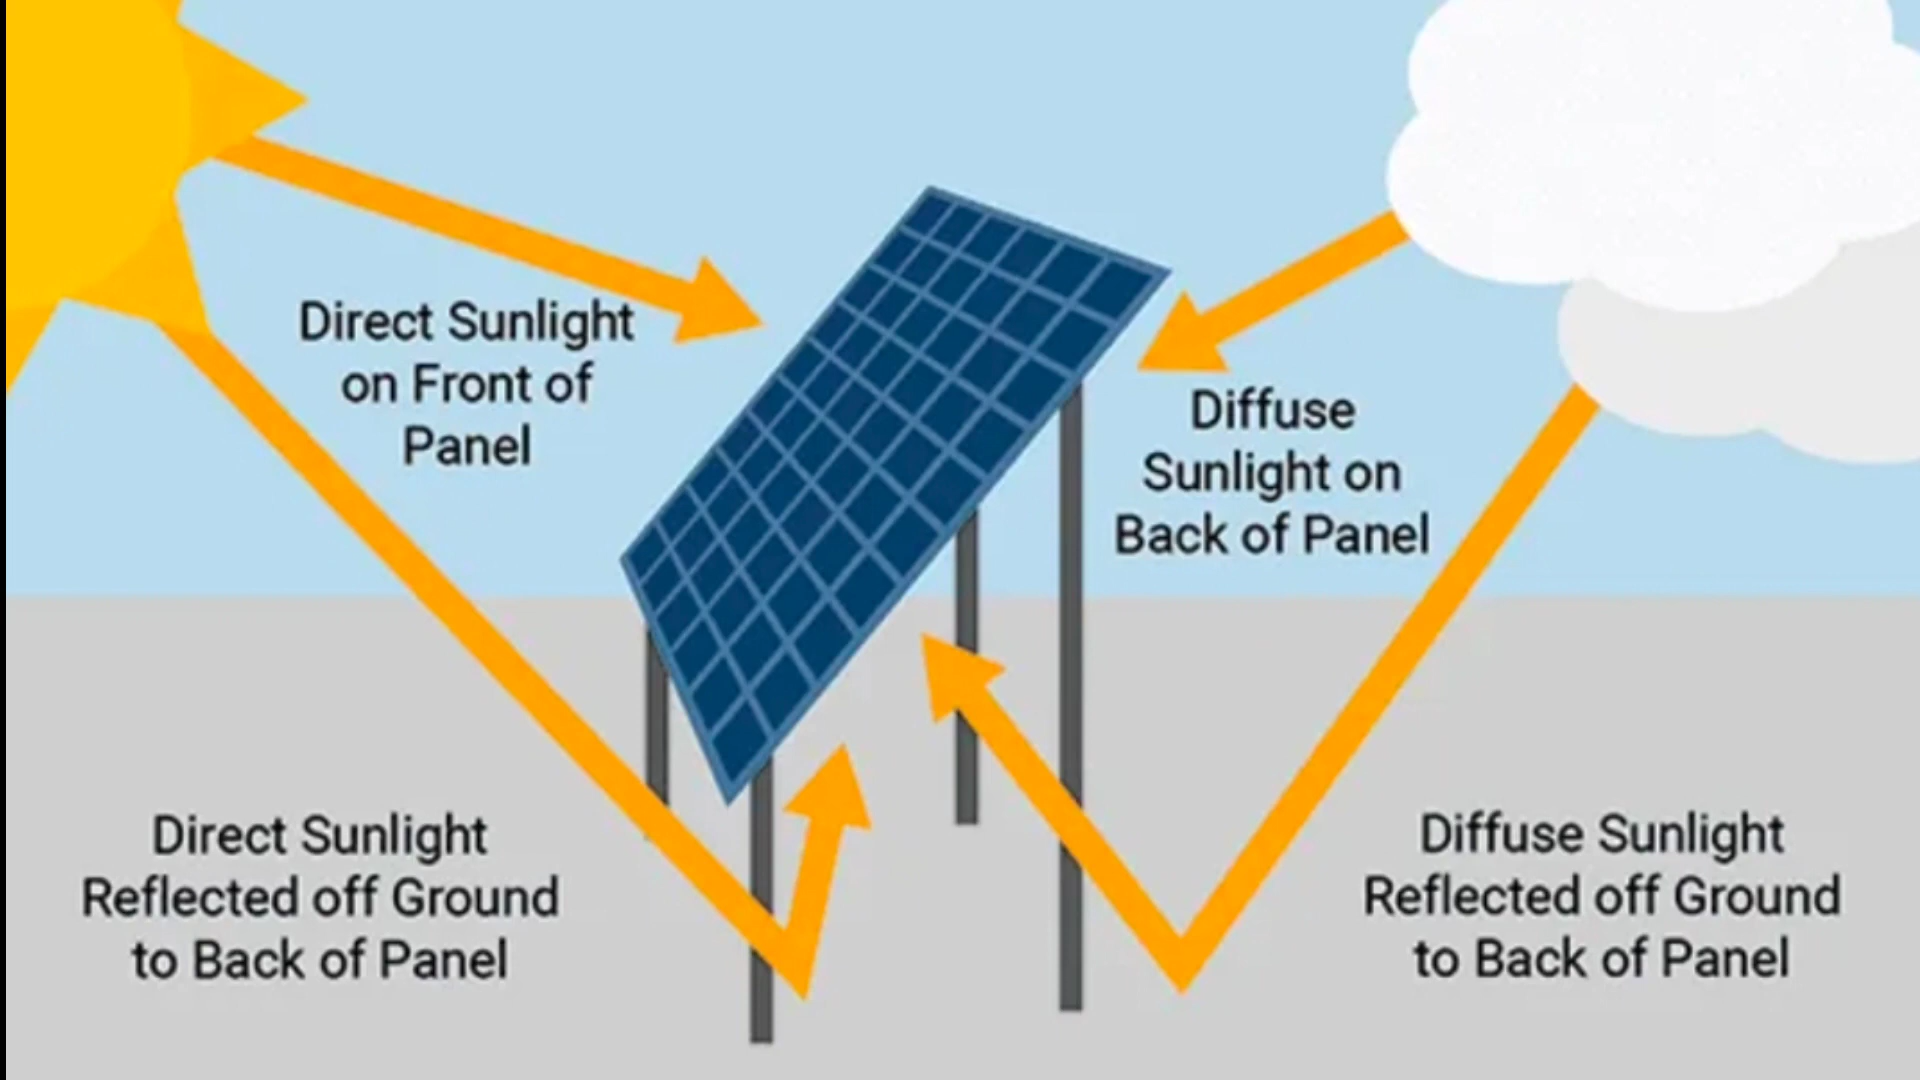 Direct Sunlight
on Front of
Panel
Diffuse
Sunlight on
Back of Panel
Direct Sunlight
Reflected off Ground
to Back of Panel
Diffuse Sunlight
Reflected off Ground
to Back of Panel